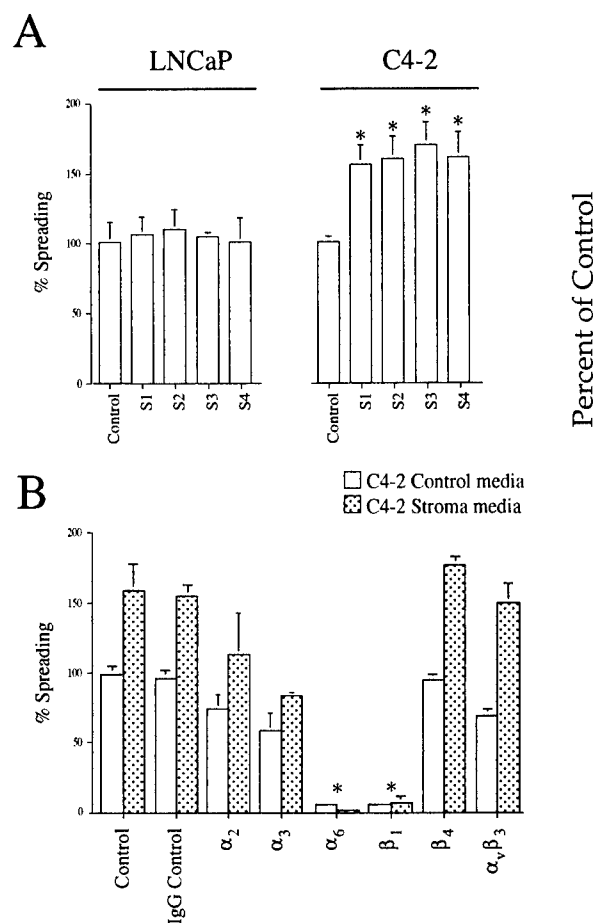 A
LNCaP
C4-2
% Spreading
200
150
100
50
0
* * * *
Control S1 S2 S3 S4
Control S1 S2 S3 S4
Percent of Control
B
C4-2 Control media
C4-2 Stroma media
% Spreading
200
150
100
50
0
* *
Control IgG Control α2 α3 α6 β1 β4 αvβ3